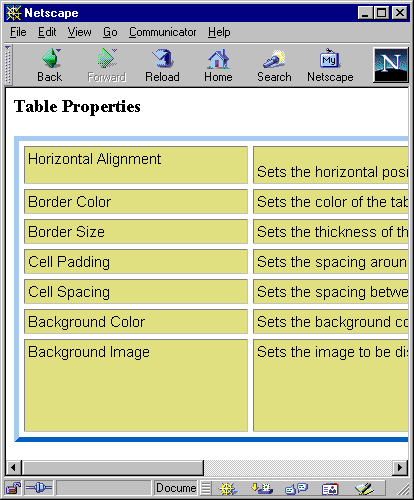 Netscape
File Edit View Go Communicator Help
Back Forward Reload Home Search My Netscape N
Table Properties
Horizontal Alignment
Sets the horizontal posi
Border Color Sets the color of the tab
Border Size Sets the thickness of th
Cell Padding Sets the spacing aroun
Cell Spacing Sets the spacing betwe
Background Color Sets the background co
Background Image Sets the image to be dis
Docume